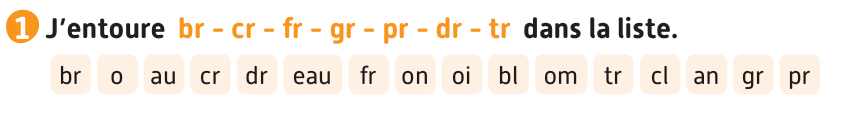 1 J'entoure br - cr - fr - gr - pr - dr - tr dans la liste.
br o au cr dr eau fr on oi bl om tr cl an gr pr